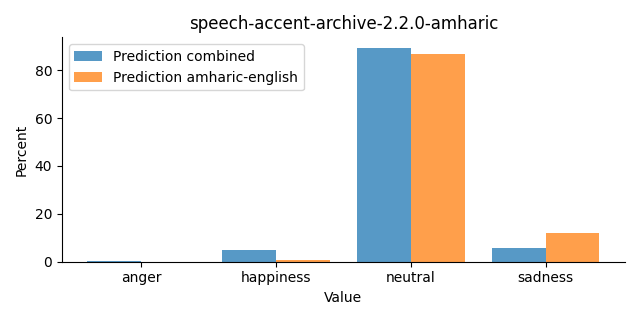 speech-accent-archive-2.2.0-amharic
Prediction combined
Prediction amharic-english
Percent
80
60
40
20
0
anger happiness neutral sadness
Value